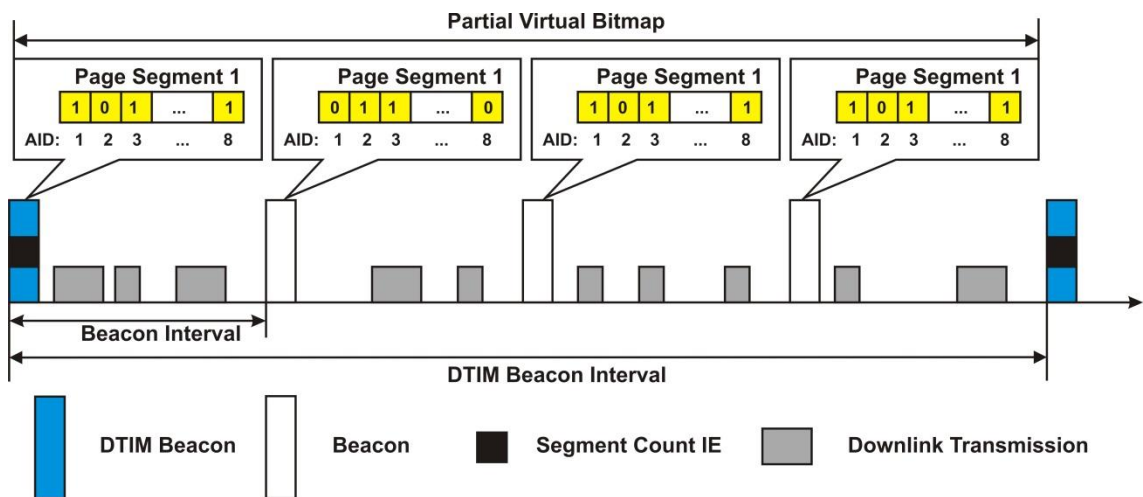 Partial Virtual Bitmap
Page Segment 1 Page Segment 1 Page Segment 1 Page Segment 1
1 0 1 ... 1 0 1 1 ... 0 1 0 1 ... 1 1 0 1 ... 1
AID: 1 2 3 ... 8 AID: 1 2 3 ... 8 AID: 1 2 3 ... 8 AID: 1 2 3 ... 8
Beacon Interval
DTIM Beacon Interval
DTIM Beacon Beacon Segment Count IE Downlink Transmission